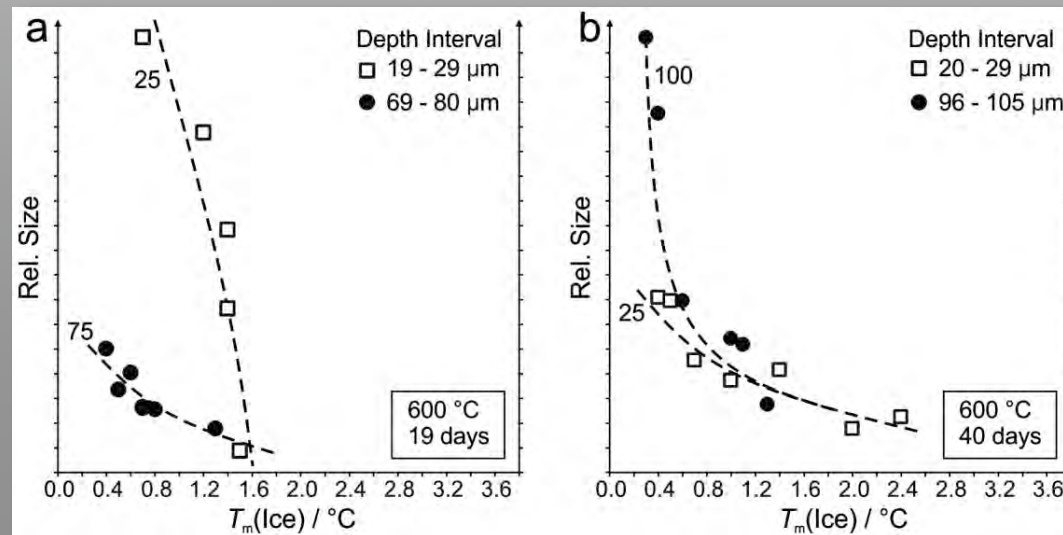 a
Depth Interval
19 - 29 µm
69 - 80 µm
25
75
Rel. Size
600 °C
19 days
0.0 0.4 0.8 1.2 1.6 2.0 2.4 2.8 3.2 3.6
Tm(Ice) / °C
b
Depth Interval
20 - 29 µm
96 - 105 µm
100
25
Rel. Size
600 °C
40 days
0.0 0.4 0.8 1.2 1.6 2.0 2.4 2.8 3.2 3.6
Tm(Ice) / °C